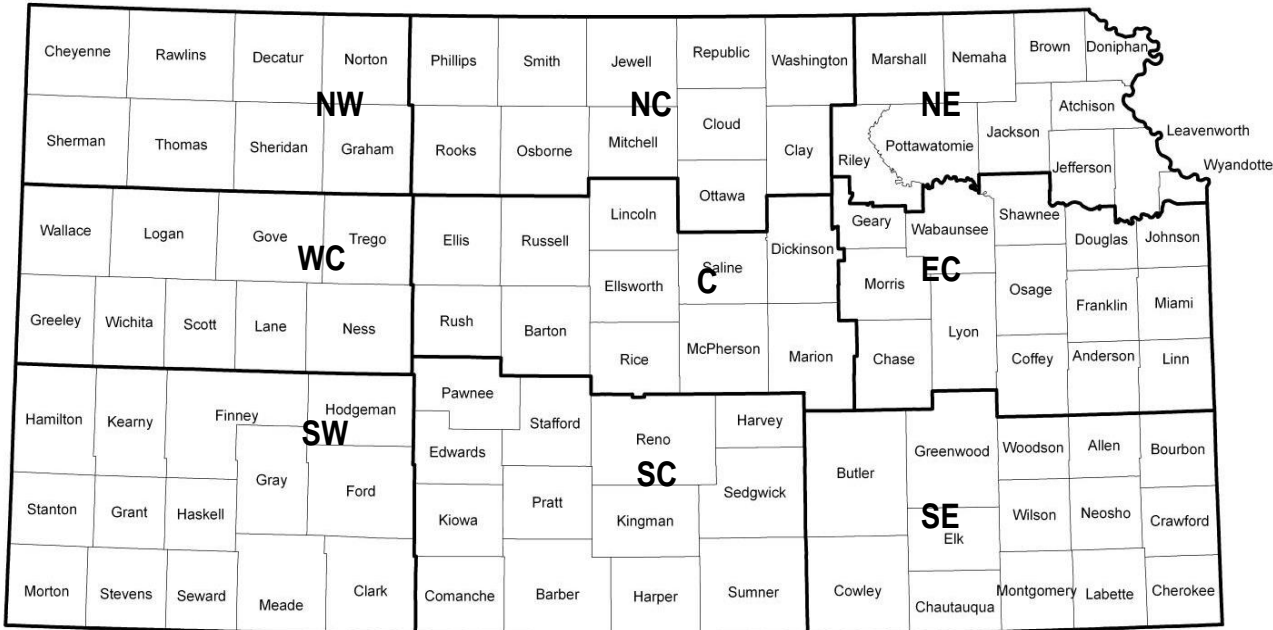 Cheyenne Rawlins Decatur Norton Phillips Smith Jewell Republic Washington Marshall Nemaha Brown Doniphan
NW NC NE
Atchison
Sherman Thomas Sheridan Graham Rooks Osborne Mitchell Cloud Clay Riley Pottawatomie Jackson Jefferson Leavenworth
Wyandotte
Ottawa
Wallace Logan Gove Trego Ellis Russell Lincoln Saline Dickinson Geary Wabaunsee Shawnee Douglas Johnson
WC C EC
Ellsworth Morris Osage Franklin Miami
Greeley Wichita Scott Lane Ness Rush Barton Rice McPherson Marion Chase Lyon Coffey Anderson Linn
Hamilton Kearny Finney Hodgeman Pawnee Stafford Reno Harvey
SW SC SE
Edwards Butler Greenwood Woodson Allen Bourbon
Gray Ford Pratt Sedgwick
Stanton Grant Haskell Kiowa Kingman Elk Wilson Neosho Crawford
Morton Stevens Seward Meade Clark Comanche Barber Harper Sumner Cowley Chautauqua Montgomery Labette Cherokee